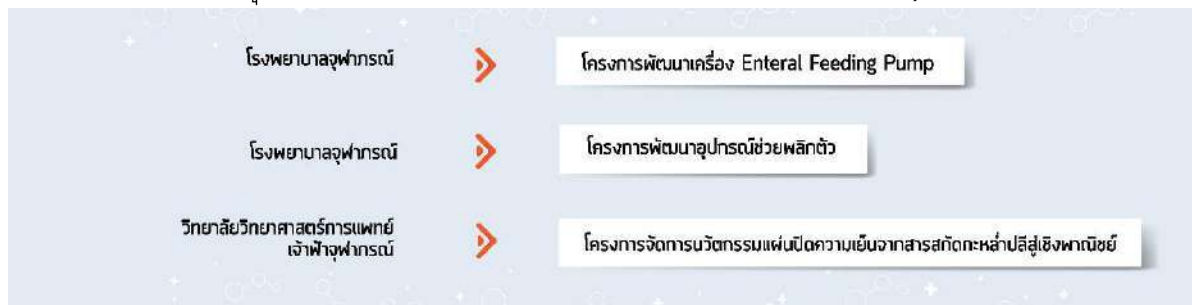 โรงพยาบาลจุฬาภรณ์
โครงการพัฒนาเครื่อง Enteral Feeding Pump
โรงพยาบาลจุฬาภรณ์
โครงการพัฒนาอุปกรณ์ช่วยพลิกตัว
วิทยาลัยวิทยาศาสตร์การแพทย์
เจ้าฟ้าจุฬาภรณ์
โครงการจัดการนวัตกรรมแผ่นปิดความเย็นจากสารสกัดกะหล่ำปลีสู่เชิงพาณิชย์